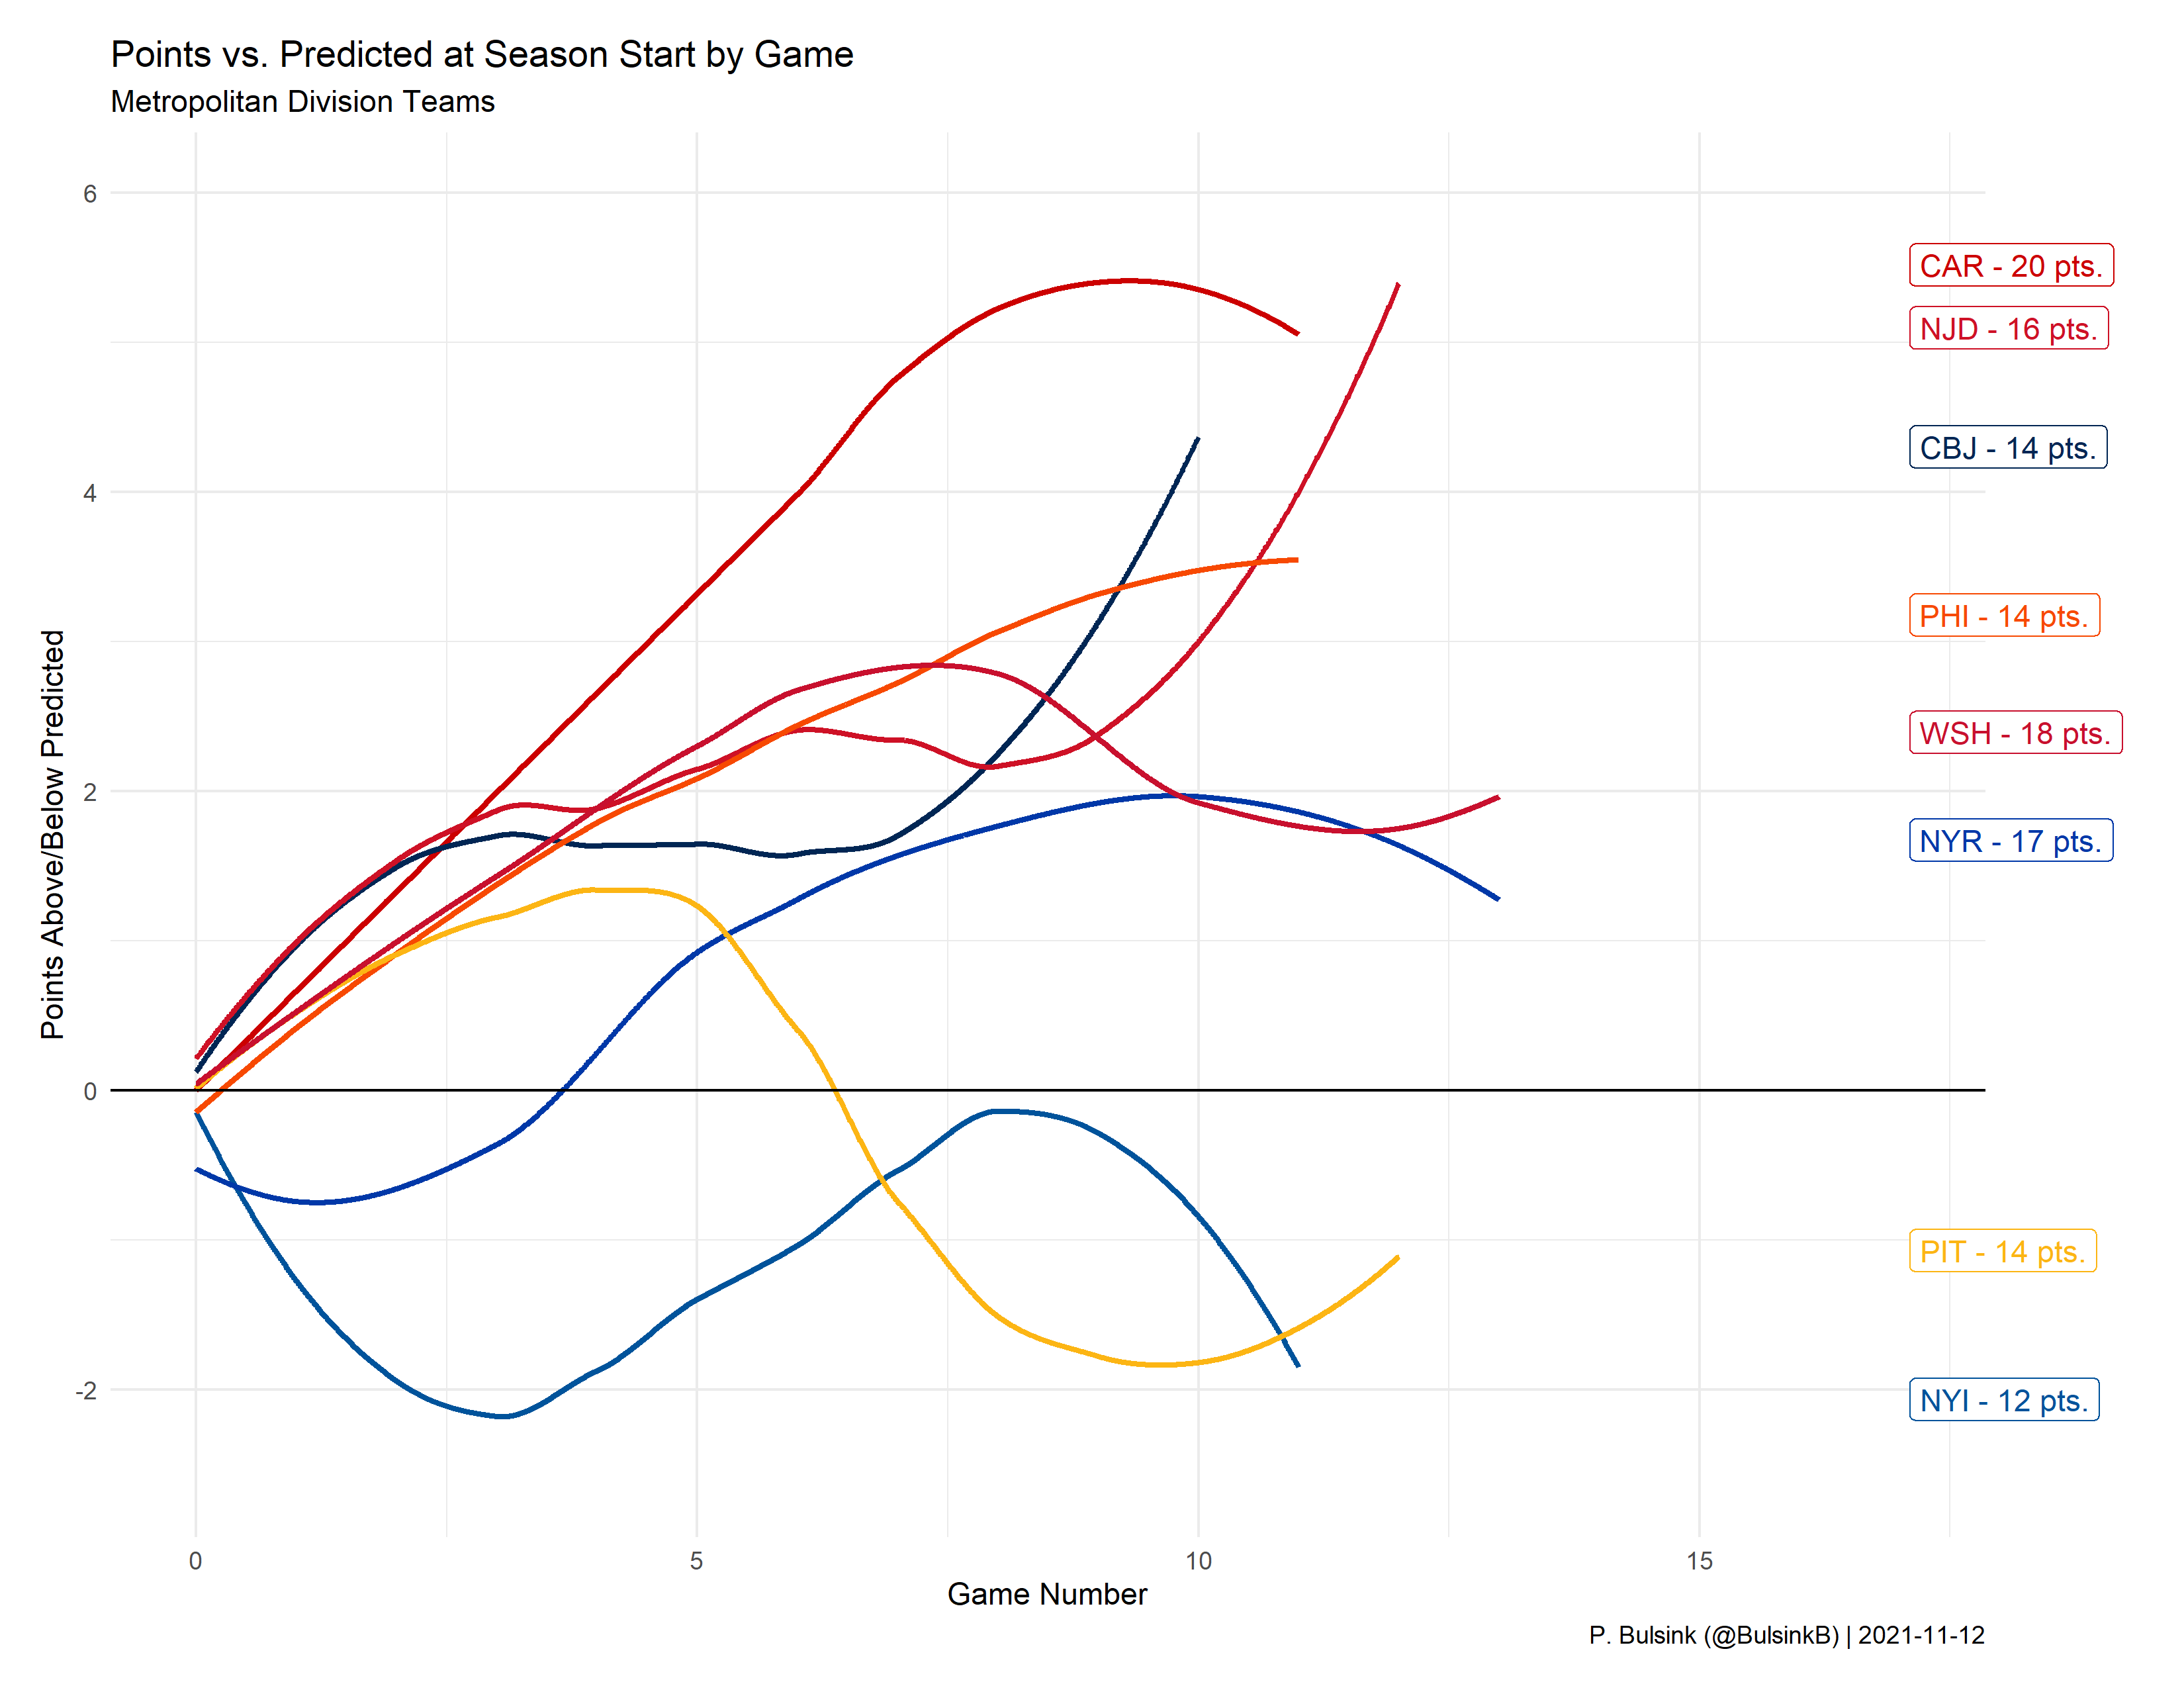 Points vs. Predicted at Season Start by Game
Metropolitan Division Teams
Points Above/Below Predicted
6
4
2
0
-2
CAR - 20 pts.
NJD - 16 pts.
CBJ - 14 pts.
PHI - 14 pts.
WSH - 18 pts.
NYR - 17 pts.
PIT - 14 pts.
NYI - 12 pts.
0
5
10
15
Game Number
P. Bulsink (@BulsinkB) | 2021-11-12